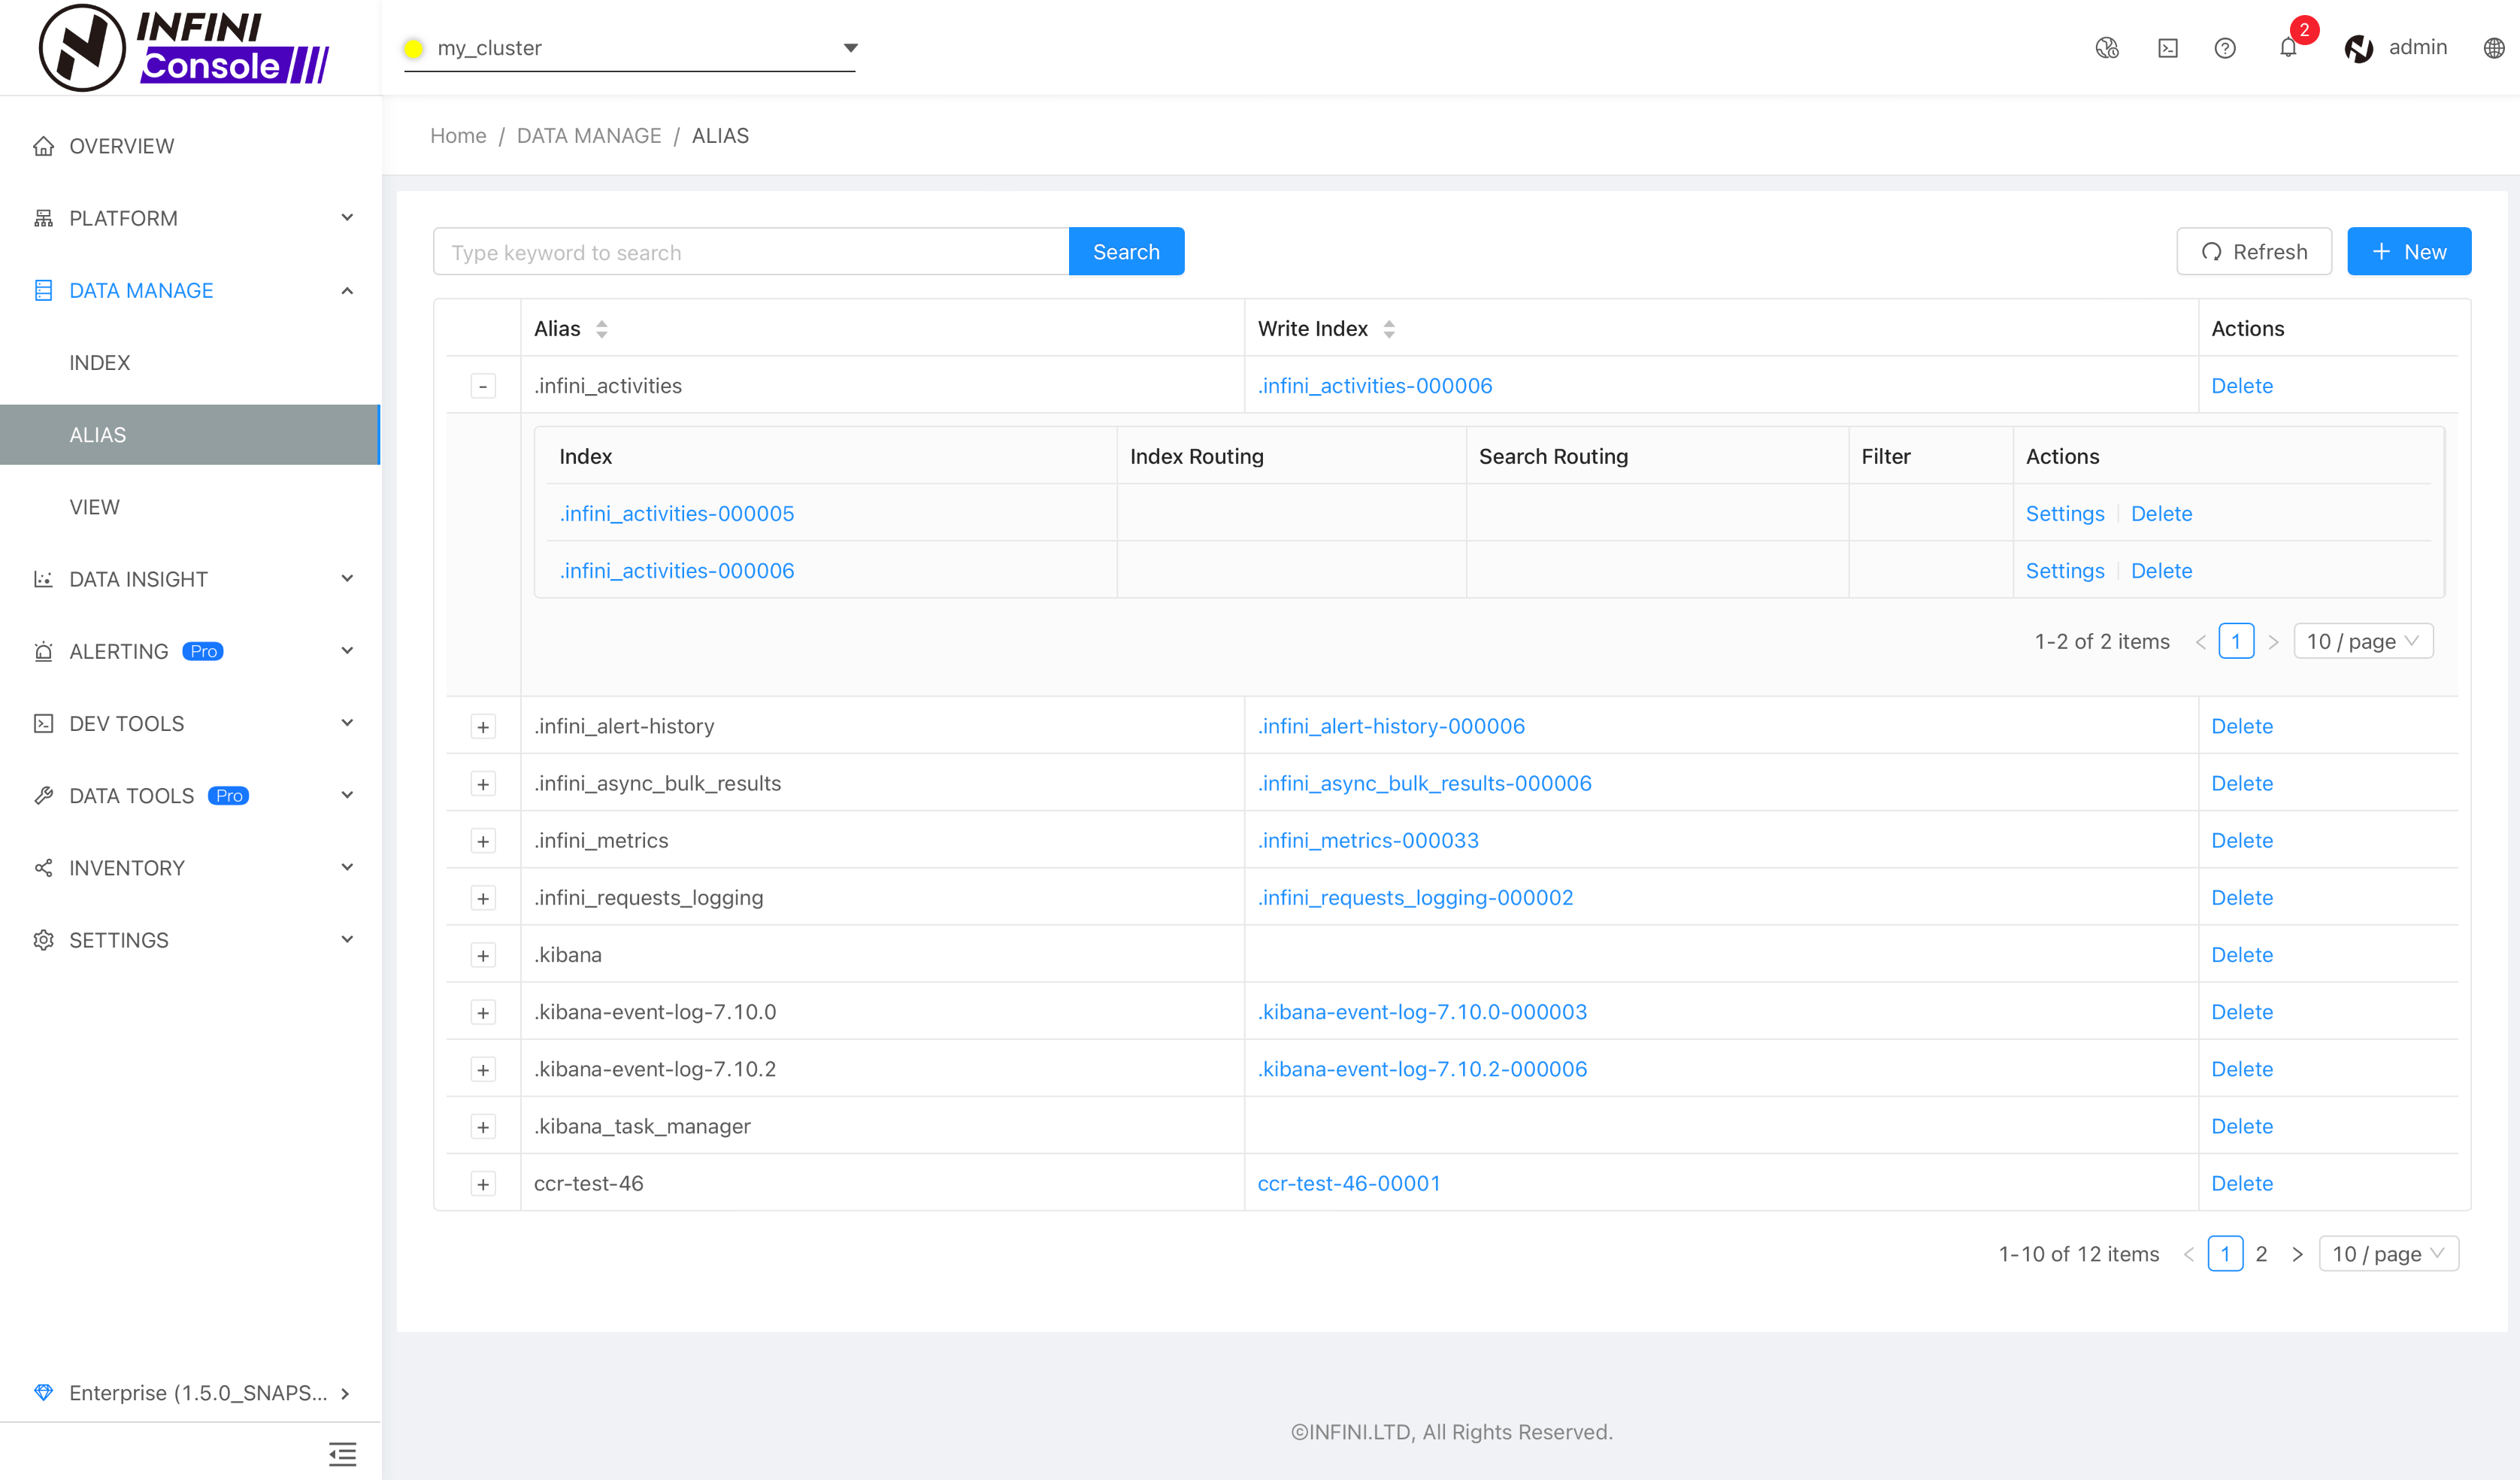 INFINI
Console
my_cluster
2
admin
Home / DATA MANAGE / ALIAS
OVERVIEW
PLATFORM
DATA MANAGE
INDEX
ALIAS
VIEW
DATA INSIGHT
ALERTING Pro
DEV TOOLS
DATA TOOLS Pro
INVENTORY
SETTINGS
Enterprise (1.5.0_SNAPS...
Type keyword to search Search Refresh + New
Alias Write Index Actions
- .infini_activities .infini_activities-000006 Delete
Index Index Routing Search Routing Filter Actions
.infini_activities-000005 Settings Delete
.infini_activities-000006 Settings Delete
1-2 of 2 items < 1 > 10 / page
+ .infini_alert-history .infini_alert-history-000006 Delete
+ .infini_async_bulk_results .infini_async_bulk_results-000006 Delete
+ .infini_metrics .infini_metrics-000033 Delete
+ .infini_requests_logging .infini_requests_logging-000002 Delete
+ .kibana Delete
+ .kibana-event-log-7.10.0 .kibana-event-log-7.10.0-000003 Delete
+ .kibana-event-log-7.10.2 .kibana-event-log-7.10.2-000006 Delete
+ .kibana_task_manager Delete
+ ccr-test-46 ccr-test-46-00001 Delete
1-10 of 12 items < 1 2 > 10 / page
©INFINI.LTD, All Rights Reserved.